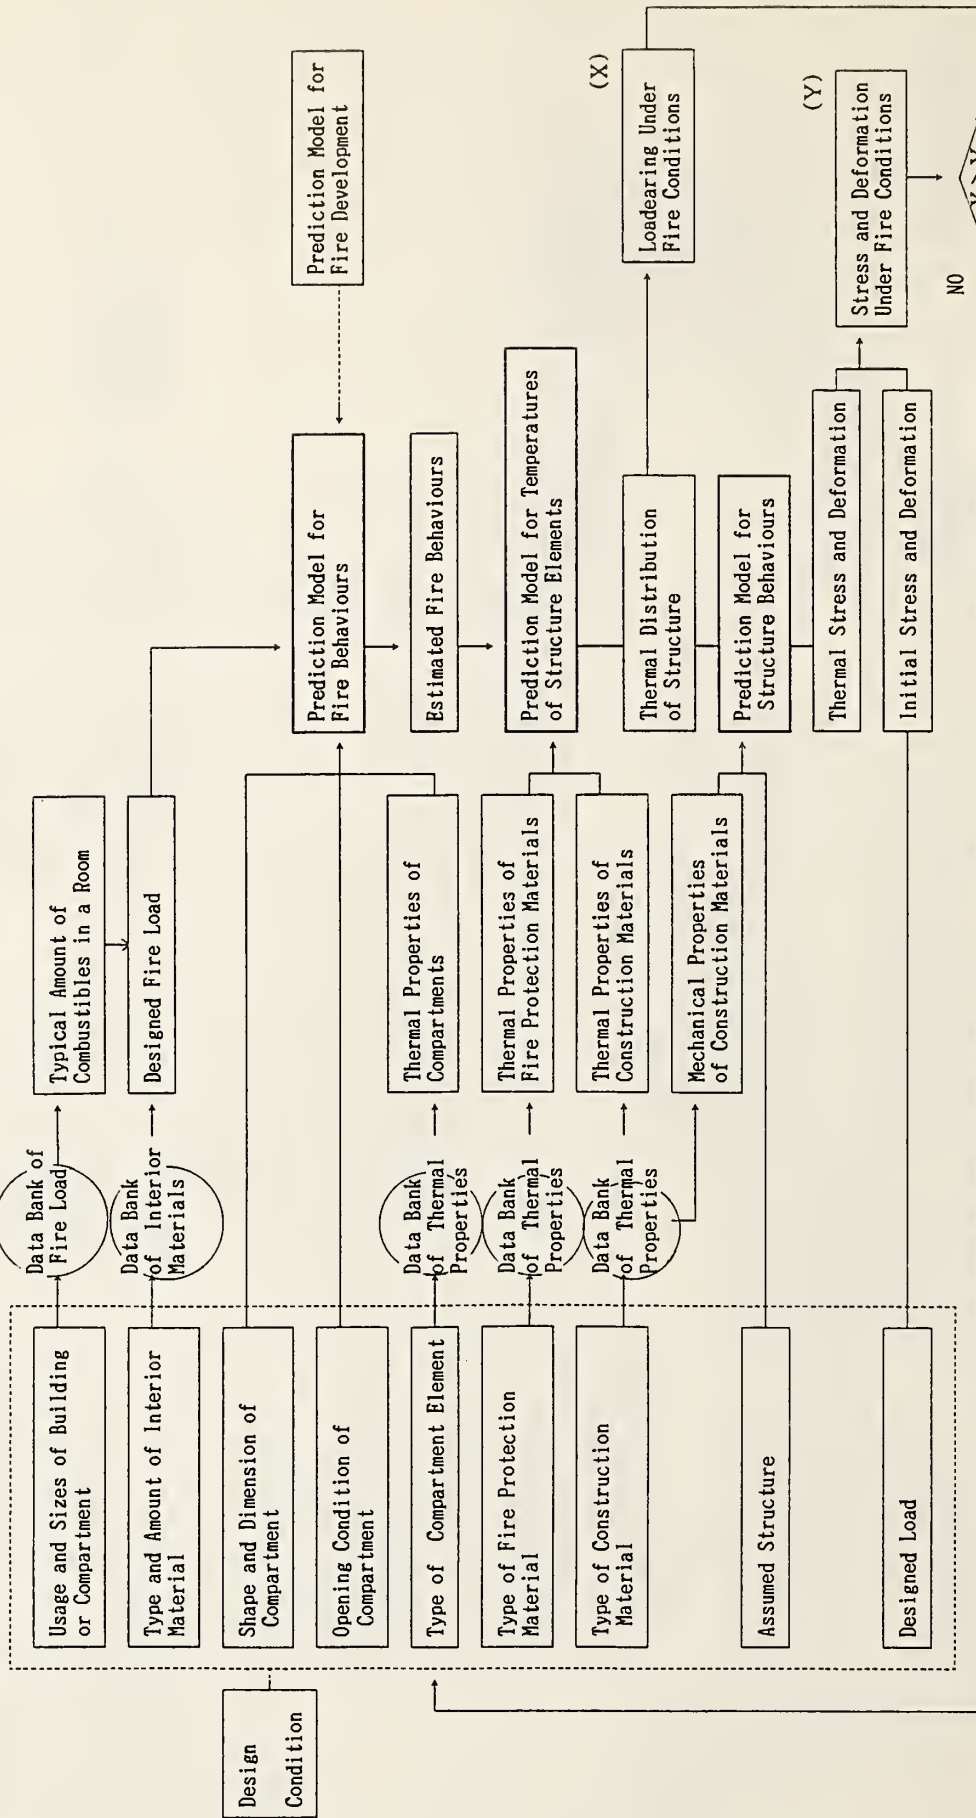 Design
Condition
Usage and Sizes of Building
or Compartment
Type and Amount of Interior
Material
Shape and Dimension of
Compartment
Opening Condition of
Compartment
Type of Compartment Element
Type of Fire Protection
Material
Type of Construction
Material
Assumed Structure
Designed Load
Data Bank of
Fire Load
Data Bank
of Interior
Materials
Data Bank
of Thermal
Properties
Data Bank
of Thermal
Properties
Data Bank
of Thermal
Properties
Typical Amount of
Combustibles in a Room
Designed Fire Load
Thermal Properties of
Compartments
Thermal Properties of
Fire Protection Materials
Thermal Properties of
Construction Materials
Mechanical Properties
of Construction Materials
Prediction Model for
Fire Behaviours
Estimated Fire Behaviours
Prediction Model for Temperatures
of Structure Elements
Thermal Distribution
of Structure
Prediction Model for
Structure Behaviours
Thermal Stress and Deformation
Initial Stress and Deformation
Prediction Model for
Fire Development
Loadearing Under
Fire Conditions
(X)
Stress and Deformation
Under Fire Conditions
(Y)
NO